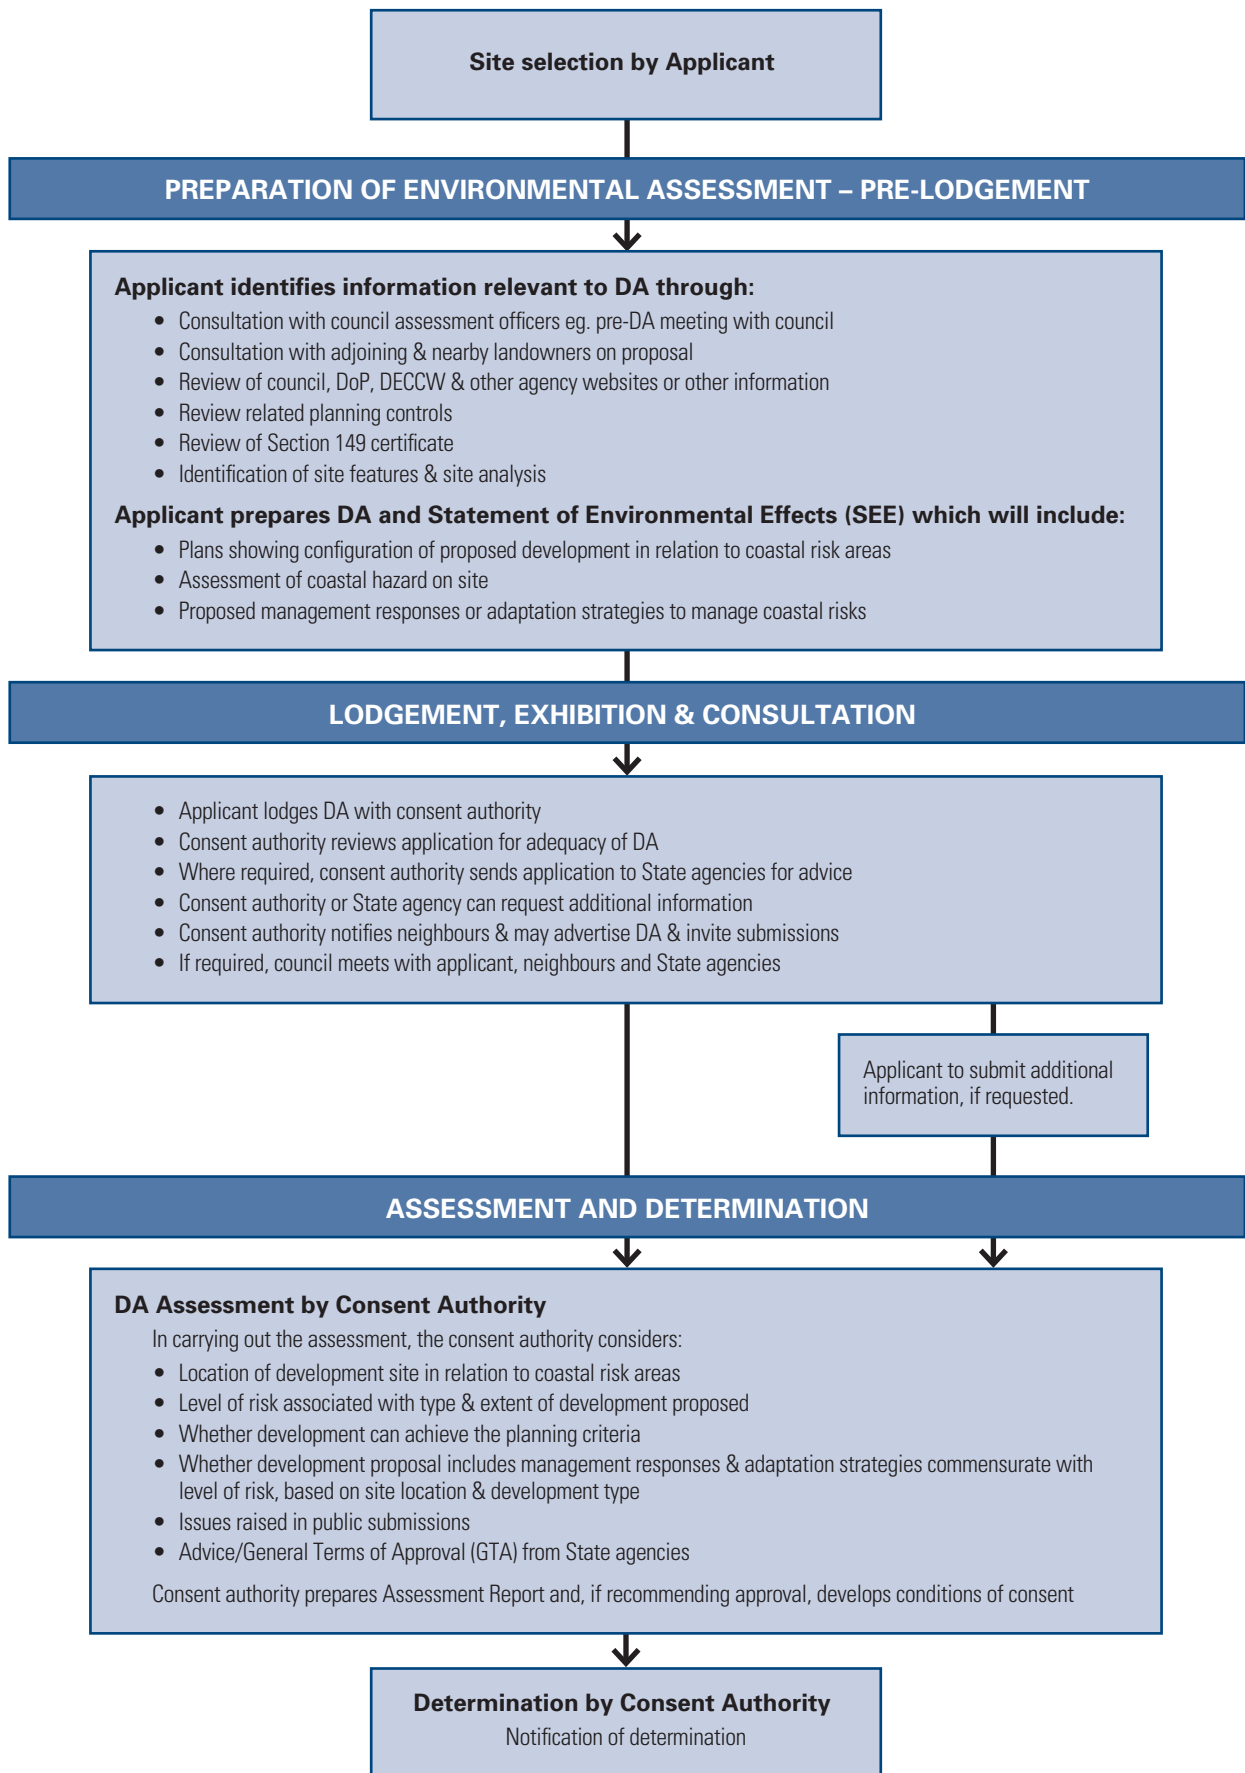 Site selection by Applicant
PREPARATION OF ENVIRONMENTAL ASSESSMENT – PRE-LODGEMENT
Applicant identifies information relevant to DA through:
• Consultation with council assessment officers eg. pre-DA meeting with council
• Consultation with adjoining & nearby landowners on proposal
• Review of council, DoP, DECCW & other agency websites or other information
• Review related planning controls
• Review of Section 149 certificate
• Identification of site features & site analysis
Applicant prepares DA and Statement of Environmental Effects (SEE) which will include:
• Plans showing configuration of proposed development in relation to coastal risk areas
• Assessment of coastal hazard on site
• Proposed management responses or adaptation strategies to manage coastal risks
LODGEMENT, EXHIBITION & CONSULTATION
• Applicant lodges DA with consent authority
• Consent authority reviews application for adequacy of DA
• Where required, consent authority sends application to State agencies for advice
• Consent authority or State agency can request additional information
• Consent authority notifies neighbours & may advertise DA & invite submissions
• If required, council meets with applicant, neighbours and State agencies
Applicant to submit additional
information, if requested.
ASSESSMENT AND DETERMINATION
DA Assessment by Consent Authority
In carrying out the assessment, the consent authority considers:
• Location of development site in relation to coastal risk areas
• Level of risk associated with type & extent of development proposed
• Whether development can achieve the planning criteria
• Whether development proposal includes management responses & adaptation strategies commensurate with
level of risk, based on site location & development type
• Issues raised in public submissions
• Advice/General Terms of Approval (GTA) from State agencies
Consent authority prepares Assessment Report and, if recommending approval, develops conditions of consent
Determination by Consent Authority
Notification of determination